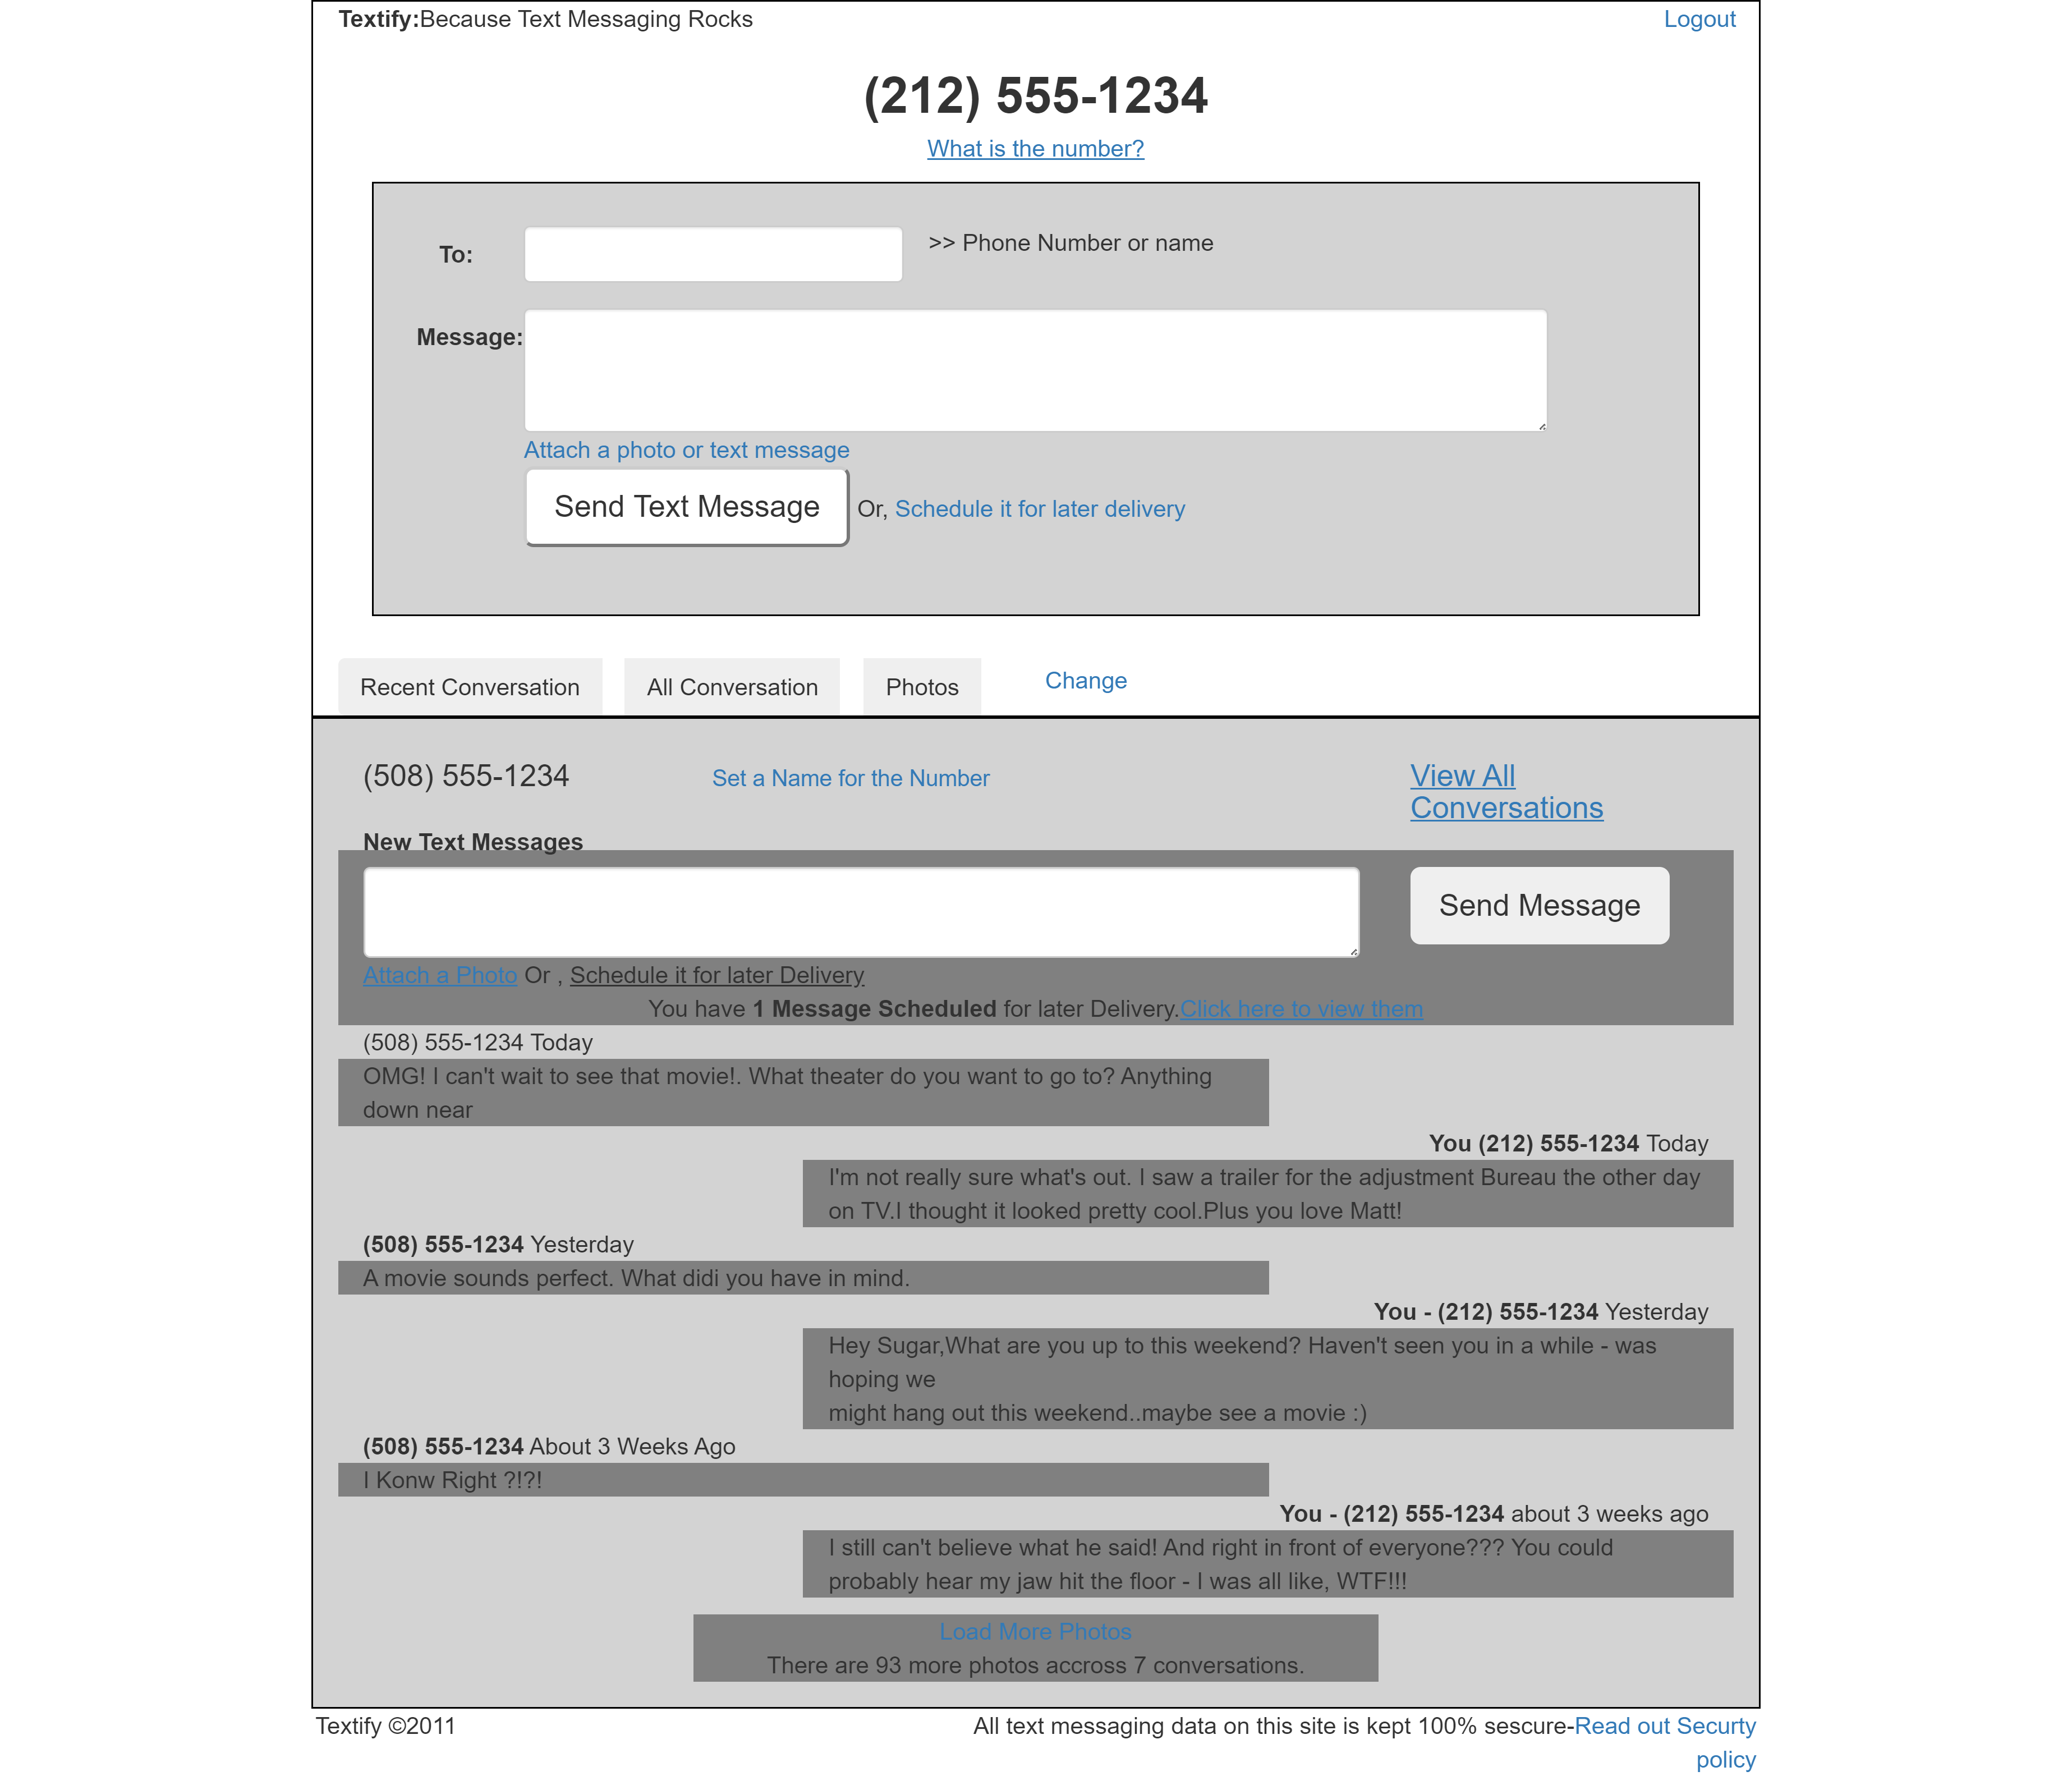 Textify:Because Text Messaging Rocks Logout
(212) 555-1234
What is the number?
To: >> Phone Number or name
Message:
Attach a photo or text message
Send Text Message Or, Schedule it for later delivery
Recent Conversation All Conversation Photos Change
(508) 555-1234 Set a Name for the Number View All
Conversations
New Text Messages
Send Message
Attach a Photo Or , Schedule it for later Delivery
You have 1 Message Scheduled for later Delivery.Click here to view them
(508) 555-1234 Today
OMG! I can't wait to see that movie!. What theater do you want to go to? Anything
down near
You (212) 555-1234 Today
I'm not really sure what's out. I saw a trailer for the adjustment Bureau the other day
on TV.I thought it looked pretty cool.Plus you love Matt!
(508) 555-1234 Yesterday
A movie sounds perfect. What didi you have in mind.
You - (212) 555-1234 Yesterday
Hey Sugar,What are you up to this weekend? Haven't seen you in a while - was
hoping we
might hang out this weekend..maybe see a movie :)
(508) 555-1234 About 3 Weeks Ago
I Konw Right ?!?!
You - (212) 555-1234 about 3 weeks ago
I still can't believe what he said! And right in front of everyone??? You could
probably hear my jaw hit the floor - I was all like, WTF!!!
Load More Photos
There are 93 more photos accross 7 conversations.
Textify ©2011 All text messaging data on this site is kept 100% sescure-Read out Securty
policy